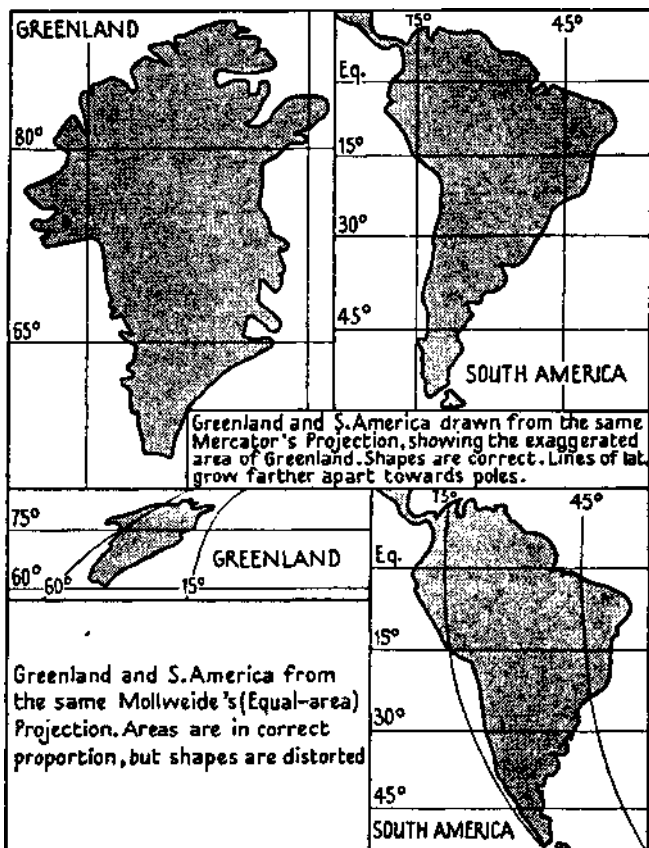 GREENLAND
80°
65°
75°
45°
Eq.
15°
30°
45°
SOUTH AMERICA
Greenland and S.America drawn from the same
Mercator's Projection, showing the exaggerated
area of Greenland. Shapes are correct. Lines of lat.
grow farther apart towards poles.
75°
60°
60°
15°
GREENLAND
Greenland and S.America from
the same Mollweide's (Equal-area)
Projection. Areas are in correct
proportion, but shapes are distorted
75°
45°
Eq.
15°
30°
45°
SOUTH AMERICA